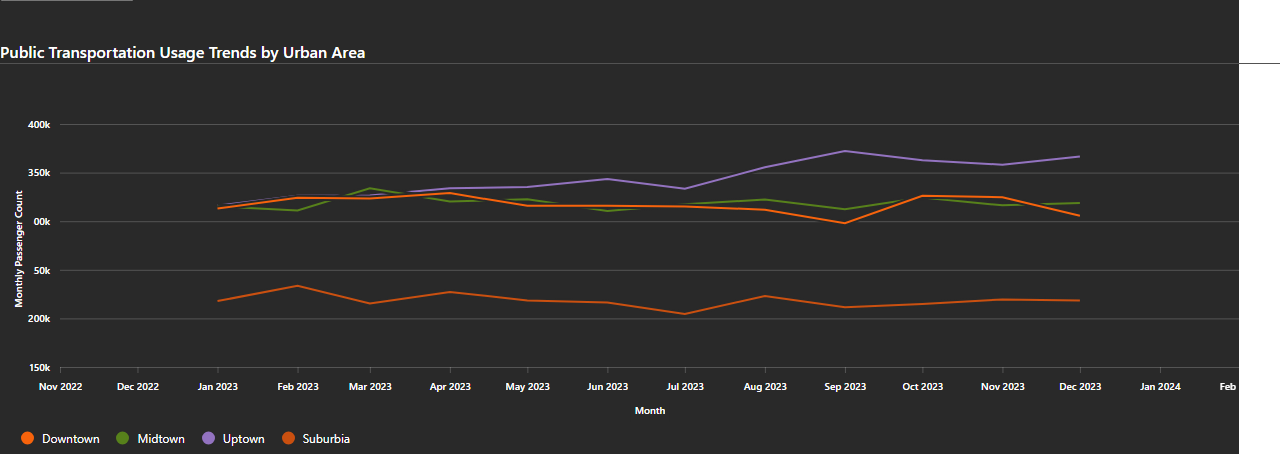 Public Transportation Usage Trends by Urban Area
400k
350k
00k
50k
200k
150k
Monthly Passenger Count
Nov 2022 Dec 2022 Jan 2023 Feb 2023 Mar 2023 Apr 2023 May 2023 Jun 2023 Jul 2023 Aug 2023 Sep 2023 Oct 2023 Nov 2023 Dec 2023 Jan 2024 Feb
Month
Downtown Midtown Uptown Suburbia